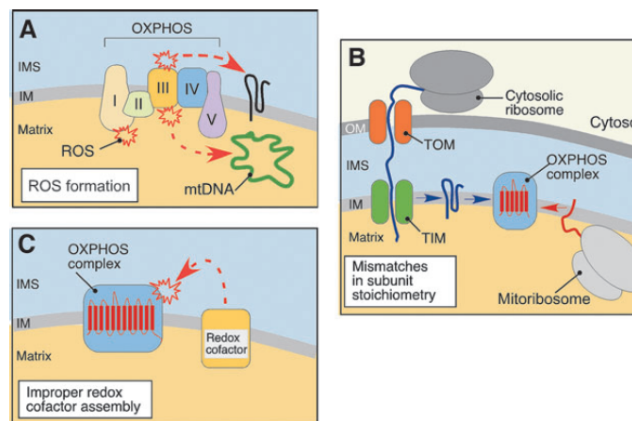 A
OXPHOS
IMS
IM
Matrix
I
II
III
IV
V
ROS
mtDNA
ROS formation
B
Cytosolic
ribosome
Cytoso
OM
TOM
IMS
OXPHOS
complex
IM
Matrix
TIM
Mismatches
in subunit
stoichiometry
Mitoribosome
C
OXPHOS
complex
IMS
IM
Matrix
Redox
cofactor
Improper redox
cofactor assembly